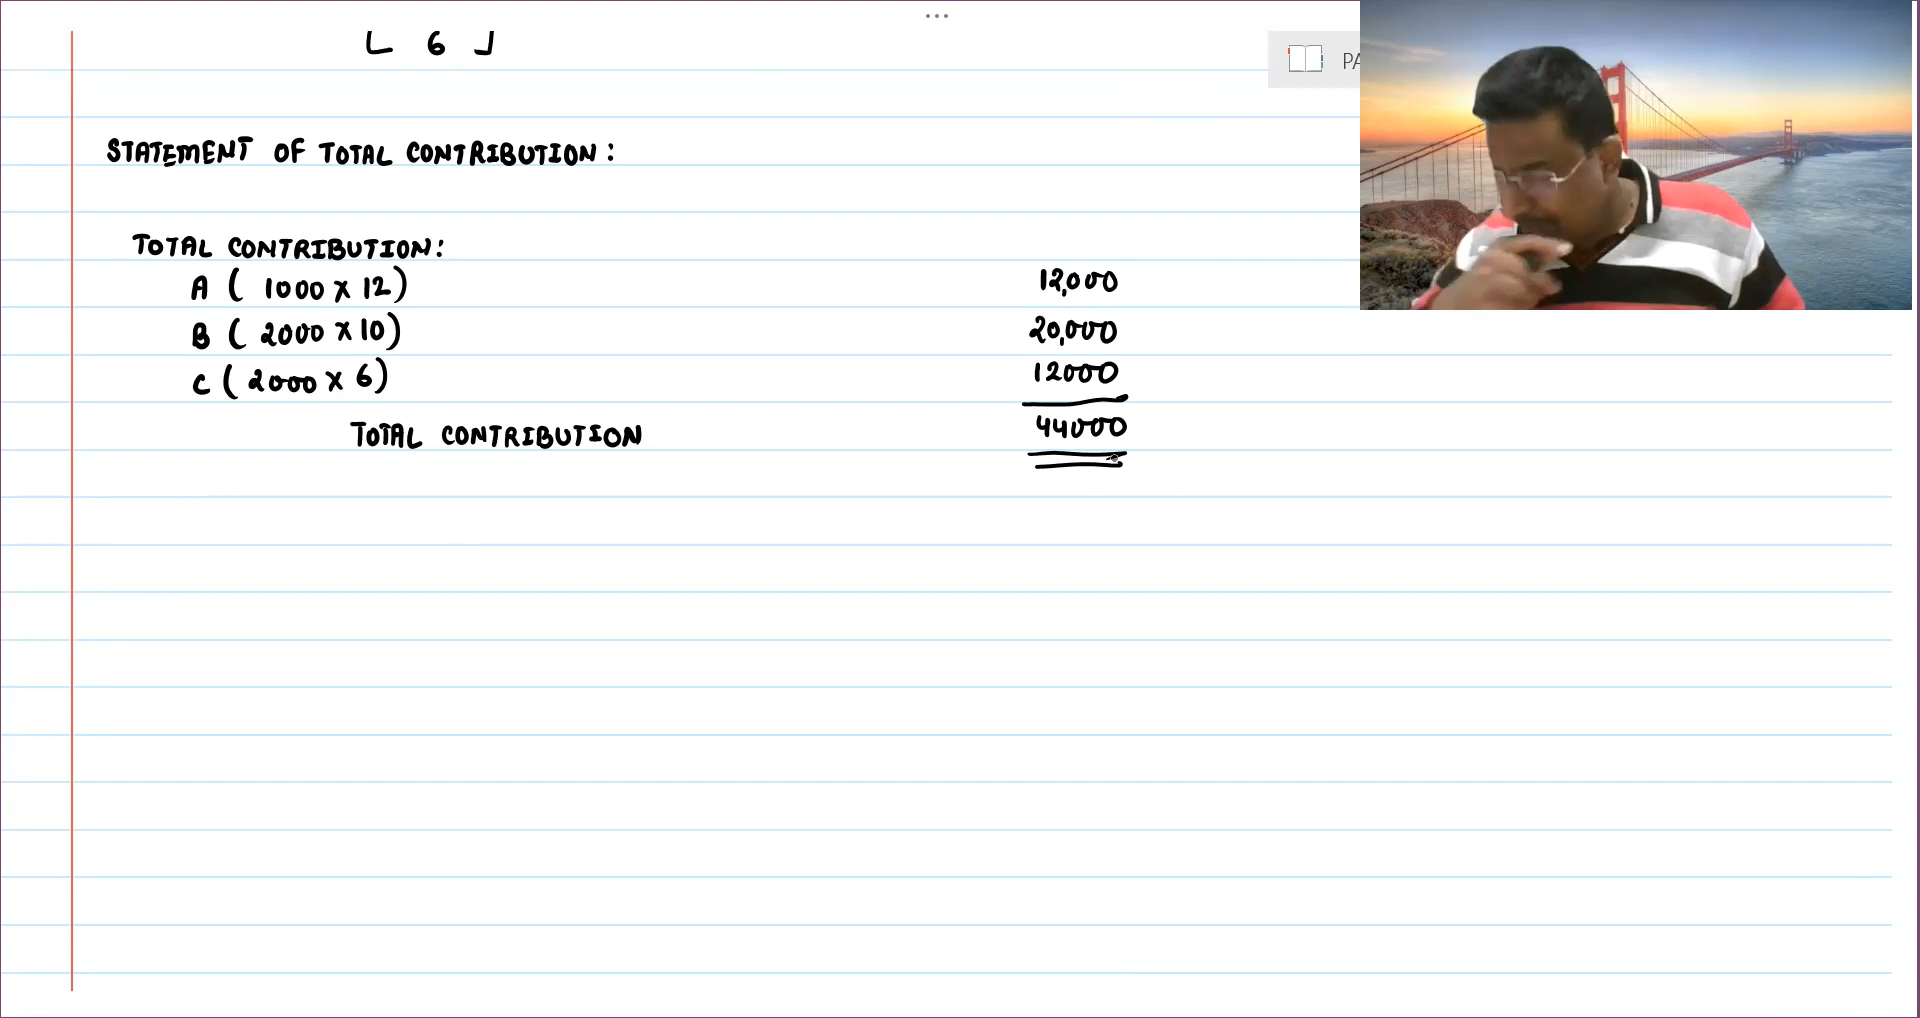 [ 6 ]
PA
STATEMENT OF TOTAL CONTRIBUTION:
TOTAL CONTRIBUTION:
A ( 1000 x 12) 12,000
B ( 2000 x 10) 20,000
C ( 2000 x 6) 12000
TOTAL CONTRIBUTION 44000